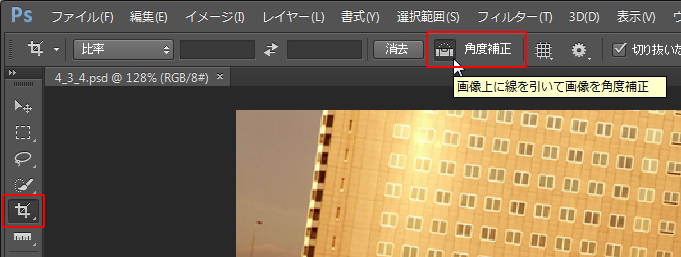 Ps ファイル(F) 編集(E) イメージ(I) レイヤー(L) 書式(Y) 選択範囲(S) フィルター(T) 3D(D) 表示(V)
比率 消去 角度補正 切り抜いた
4_3_4.psd @ 128% (RGB/8#) ×
画像上に線を引いて画像を角度補正